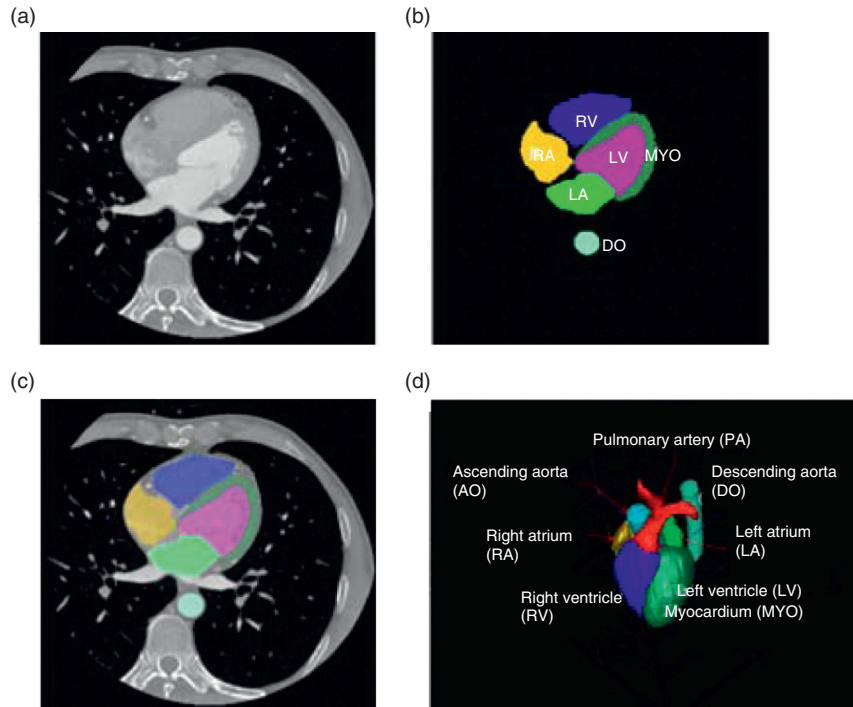 (a)
(b)
RV
RA
LV
MYO
LA
DO
(c)
(d)
Pulmonary artery (PA)
Ascending aorta
(AO)
Descending aorta
(DO)
Right atrium
(RA)
Left atrium
(LA)
Right ventricle
(RV)
Left ventricle (LV)
Myocardium (MYO)